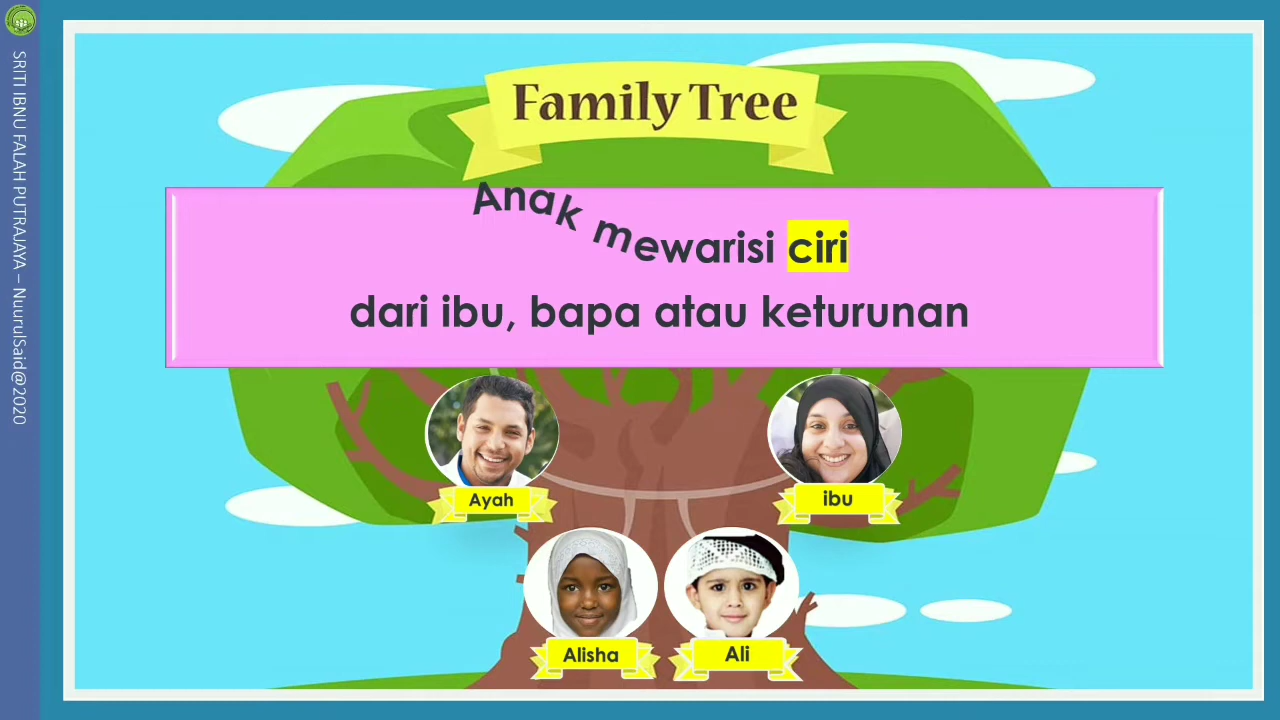 SRITI IBNU FALAH PUTRAJAYA – NuurulSaid@2020
Family Tree
Anak mewarisi ciri
dari ibu, bapa atau keturunan
Ayah
ibu
Alisha
Ali